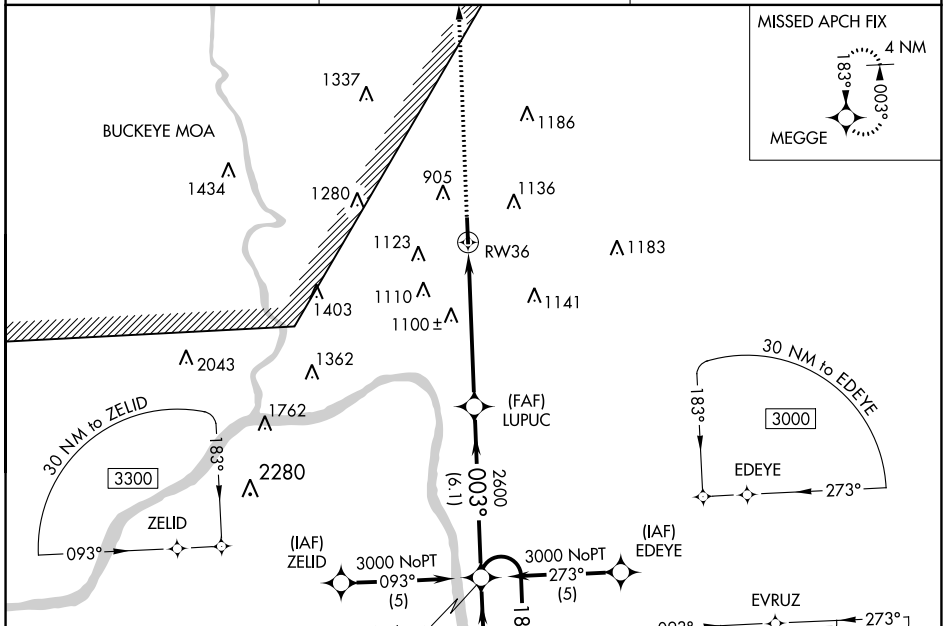 MISSED APCH FIX
4 NM
183°
003°
MEGGE
1337
1186
BUCKEYE MOA
1434
1280
905
1136
1123
RW36
1183
1110
1403
1141
1100±
2043
1362
(FAF)
LUPUC
30 NM to EDEYE
183°
3000
EDEYE
273°
30 NM to ZELID
183°
1762
3300
2280
ZELID
093°
2600
003°
(6.1)
(IAF)
ZELID
3000 NoPT
093°
(5)
3000 NoPT
273°
(5)
(IAF)
EDEYE
EVRUZ
273°